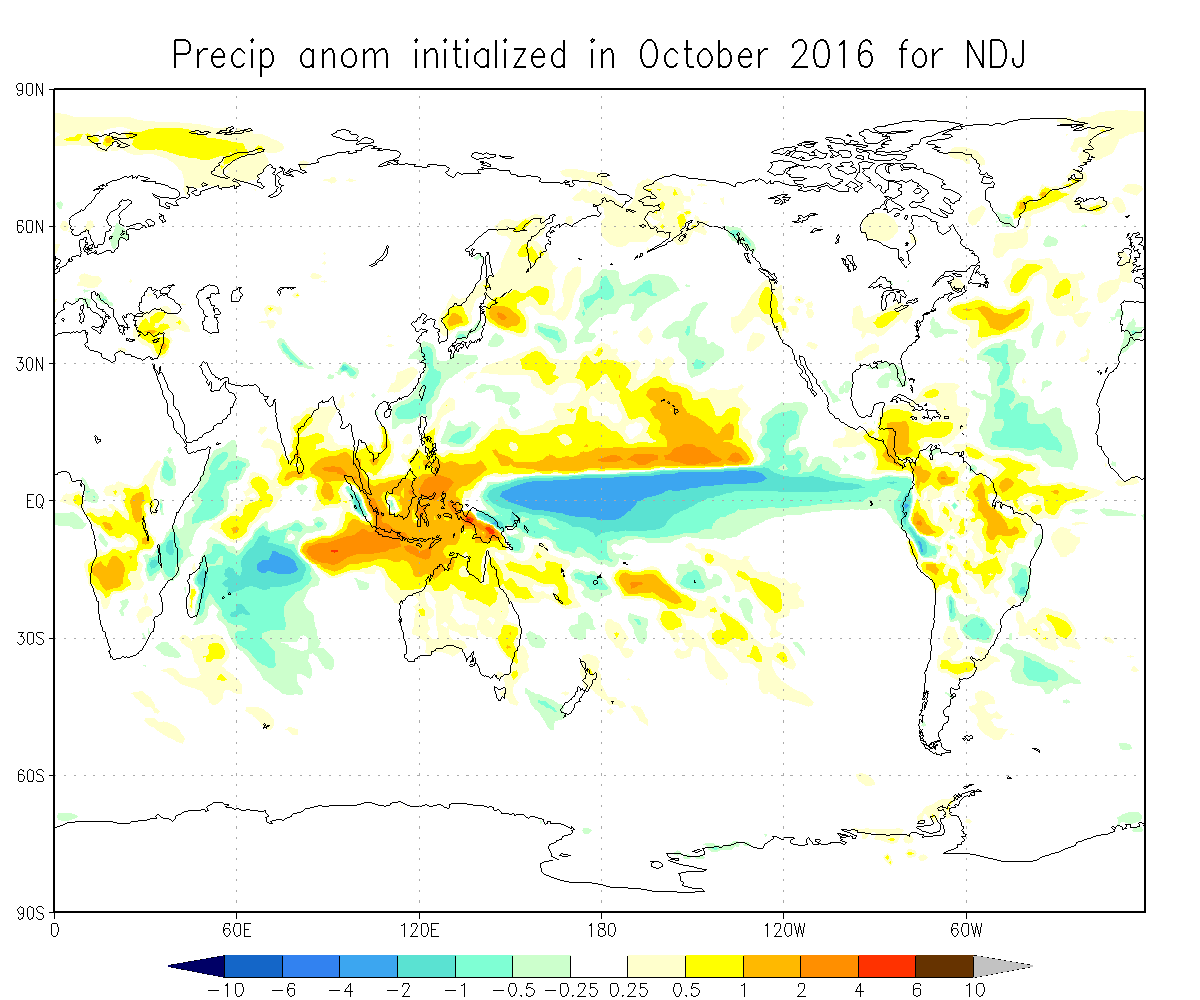 Precip anom initialized in October 2016 for NDJ
90N
60N
30N
EQ
30S
60S
90S
0 60E 120E 180 120W 60W
−10 −6 −4 −2 −1 −0.5 −0.25 0.25 0.5 1 2 4 6 10